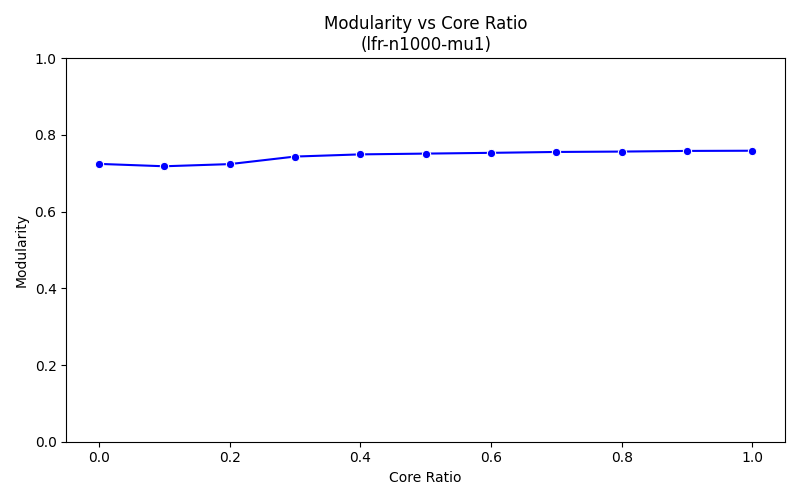 Modularity vs Core Ratio
(lfr-n1000-mu1)
1.0
0.8
0.6
0.4
0.2
0.0
Modularity
0.0 0.2 0.4 0.6 0.8 1.0
Core Ratio